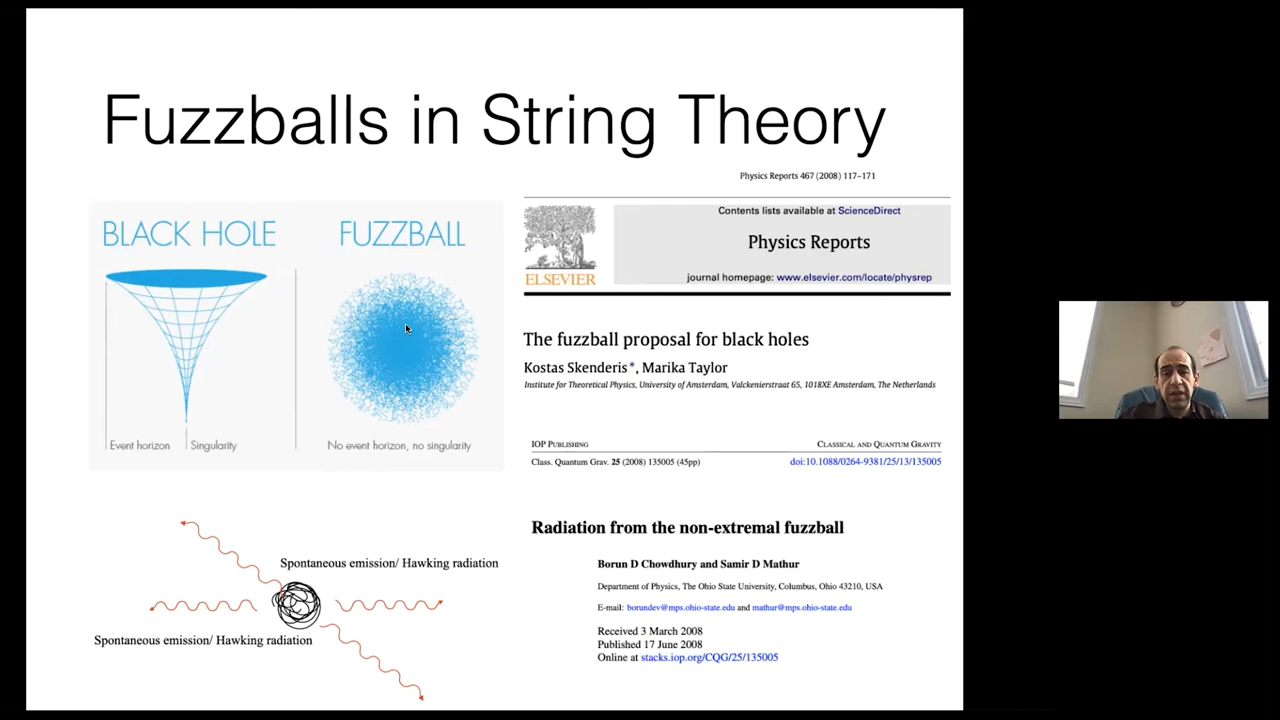 Fuzzballs in String Theory
Physics Reports 467 (2008) 117–171
BLACK HOLE
FUZZBALL
Event horizon
Singularity
No event horizon, no singularity
Contents lists available at ScienceDirect
Physics Reports
journal homepage: www.elsevier.com/locate/physrep
ELSEVIER
The fuzzball proposal for black holes
Kostas Skenderis*, Marika Taylor
Institute for Theoretical Physics, University of Amsterdam, Valckenierstraat 65, 1018XE Amsterdam, The Netherlands
IOP PUBLISHING
CLASSICAL AND QUANTUM GRAVITY
Class. Quantum Grav. 25 (2008) 135005 (45pp)
doi:10.1088/0264-9381/25/13/135005
Radiation from the non-extremal fuzzball
Borun D Chowdhury and Samir D Mathur
Department of Physics, The Ohio State University, Columbus, Ohio 43210, USA
E-mail: borundev@mps.ohio-state.edu and mathur@mps.ohio-state.edu
Received 3 March 2008
Published 17 June 2008
Online at stacks.iop.org/CQG/25/135005
Spontaneous emission/ Hawking radiation
Spontaneous emission/ Hawking radiation